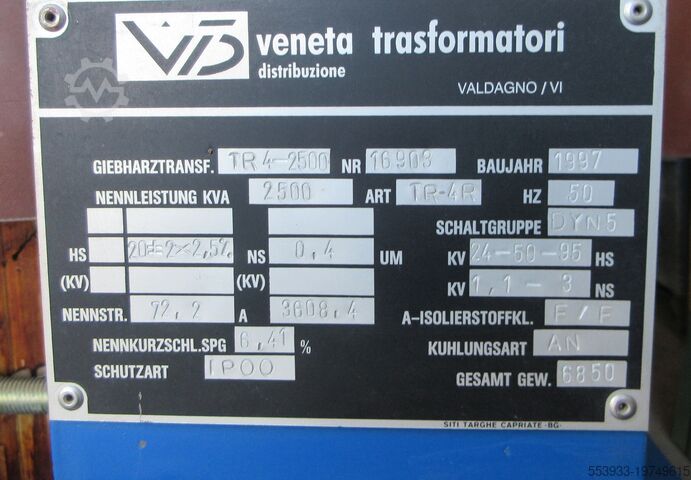 VTD veneta trasformatori
distribuzione
VALDAGNO/VI
GIEBHARZTRANSF. TR4-2500 NR 16908 BAUJAHR 1997
NENNLEISTUNG KVA 2500 ART TR-4R HZ 50
SCHALTGRUPPE DYN5
HS 20±2×2,5% NS 0,4 UM KV 24-50-95 HS
(KV) (KV) KV 1,1-3 NS
NENNSTR. 72,2 A 3608,4 A-ISOLIERSTOFFKL. F/F
NENNKURZSCHL.SPG 6,41 % KUHLUNGSART AN
SCHUTZART IP00 GESAMT GEW. 6850
SITI TARGHE CAPRIATE-BG-
553933-19749615